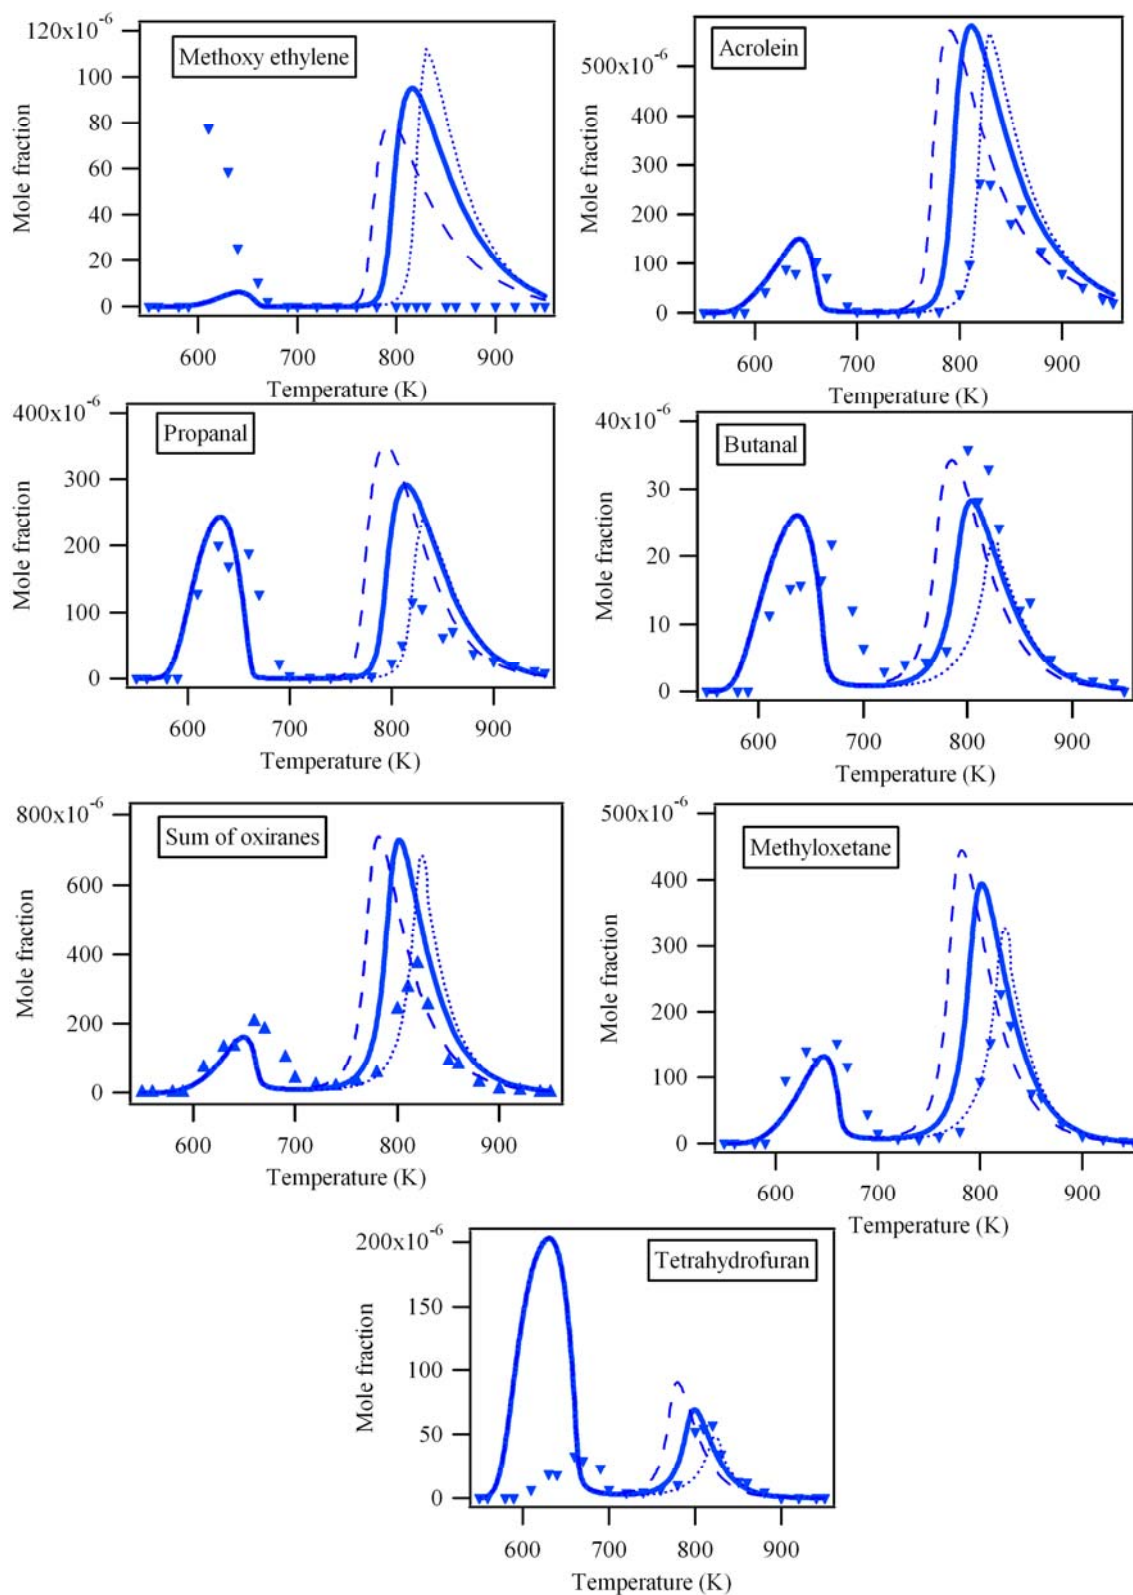 120x10-6
Methoxy ethylene
100
80
60
40
20
0
Mole fraction
600 700 800 900
Temperature (K)
Acrolein
500x10-6
400
300
200
100
0
Mole fraction
600 700 800 900
Temperature (K)
400x10-6
Propanal
300
200
100
0
Mole fraction
600 700 800 900
Temperature (K)
40x10-6
Butanal
30
20
10
0
Mole fraction
600 700 800 900
Temperature (K)
800x10-6
Sum of oxiranes
600
400
200
0
Mole fraction
600 700 800 900
Temperature (K)
500x10-6
Methyloxetane
400
300
200
100
0
Mole fraction
600 700 800 900
Temperature (K)
200x10-6
Tetrahydrofuran
150
100
50
0
Mole fraction
600 700 800 900
Temperature (K)